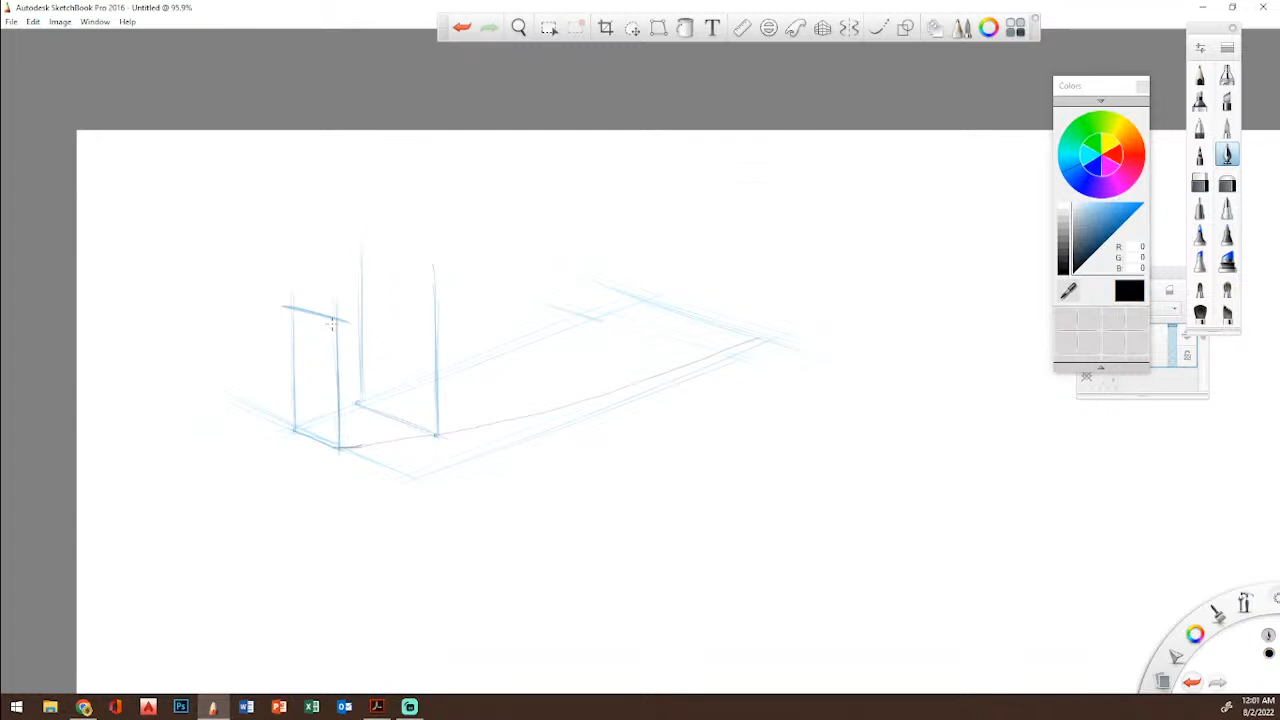 Autodesk SketchBook Pro 2016 - Untitled @ 95.9%
File Edit Image Window Help
T
Colors
R: 0
G: 0
B: 0
12:01 AM
8/2/2022